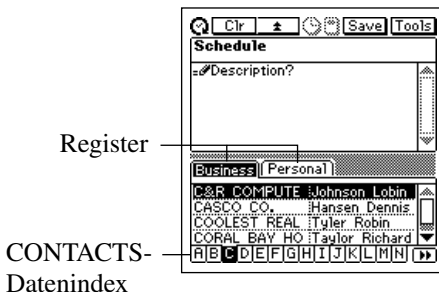 Clr Save Tools
Schedule
Description?
Register
Business Personal
C&R COMPUTE Johnson Lobin
CASCO CO. Hansen Dennis
COOLEST REAL Tyler Robin
CORAL BAY HO Taylor Richard
A B C D E F G H I J K L M N
CONTACTS-
Datenindex